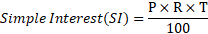 Simple Interest(SI) = P × R × T / 100